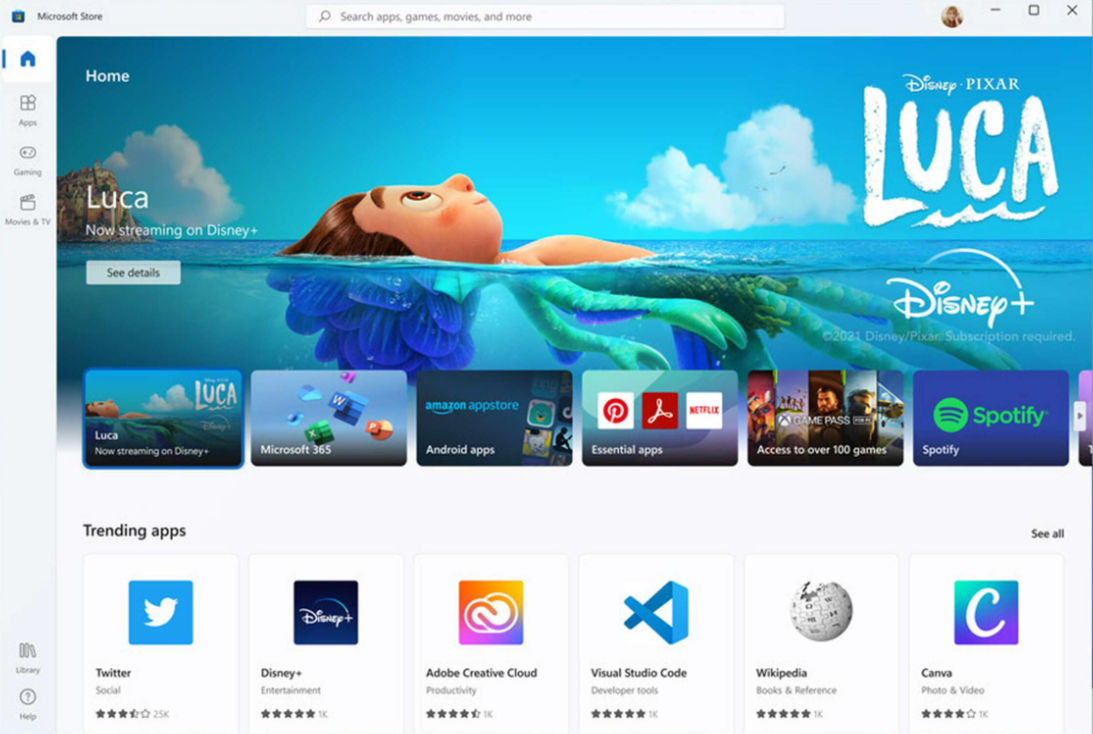 Microsoft Store
Search apps, games, movies, and more
Home
Apps
Gaming
Movies & TV
Library
Help
Luca
Now streaming on Disney+
See details
Disney · PIXAR
LUCA
Disney+
©2021 Disney/Pixar. Subscription required.
LUCA
Disney+
Luca
Now streaming on Disney+
W
X
P
Microsoft 365
amazon appstore
Android apps
NETFLIX
Essential apps
GAME PASS
Access to over 100 games
Spotify
Spotify
Trending apps
See all
Twitter
Social
25K
Disney+
Disney+
Entertainment
1K
Adobe Creative Cloud
Productivity
1K
Visual Studio Code
Developer tools
1K
Wikipedia
Books & Reference
1K
C
Canva
Photo & Video
1K